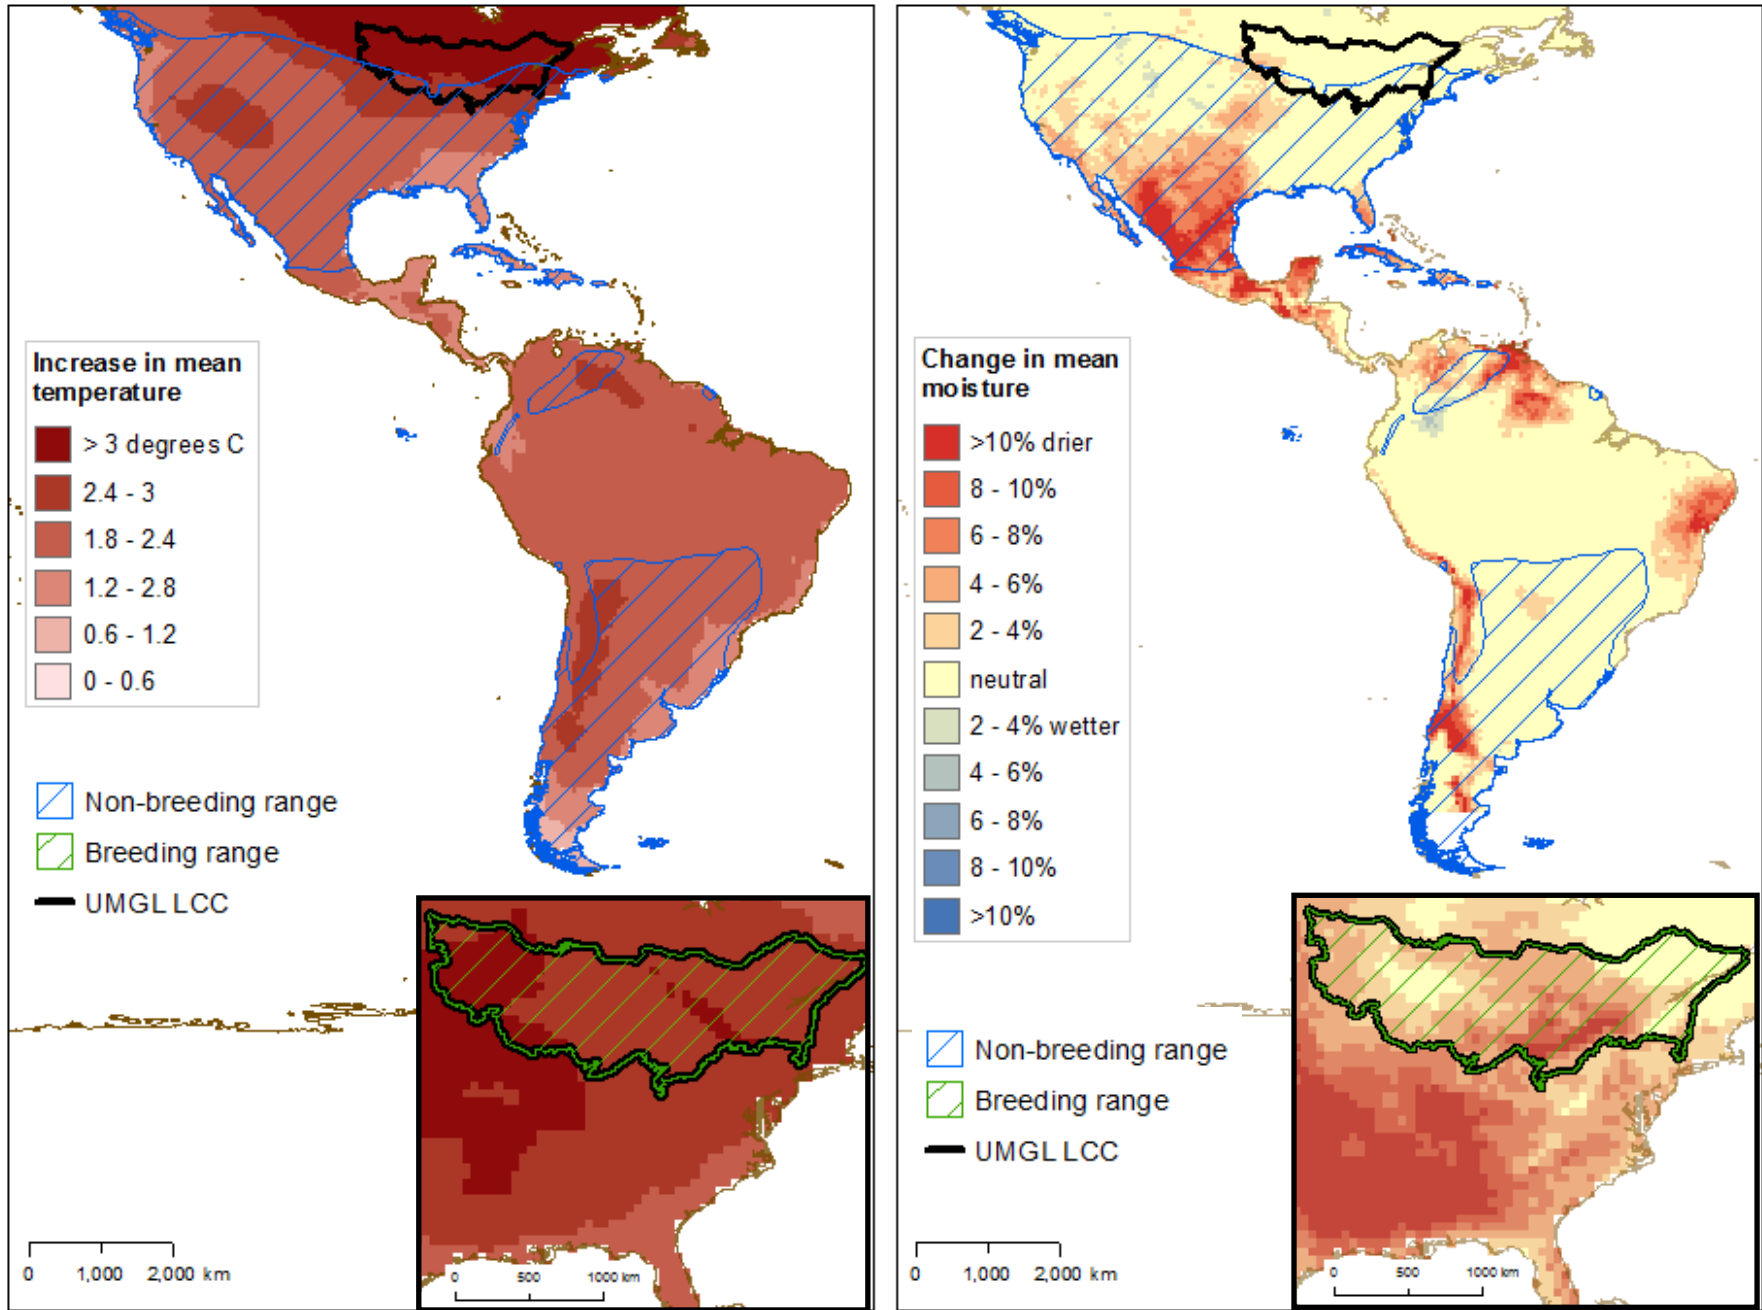 Increase in mean
temperature
> 3 degrees C
2.4 - 3
1.8 - 2.4
1.2 - 2.8
0.6 - 1.2
0 - 0.6
Non-breeding range
Breeding range
UMGL LCC
0 1,000 2,000 km
0 500 1000 km
Change in mean
moisture
>10% drier
8 - 10%
6 - 8%
4 - 6%
2 - 4%
neutral
2 - 4% wetter
4 - 6%
6 - 8%
8 - 10%
>10%
Non-breeding range
Breeding range
UMGL LCC
0 1,000 2,000 km
0 500 1000 km